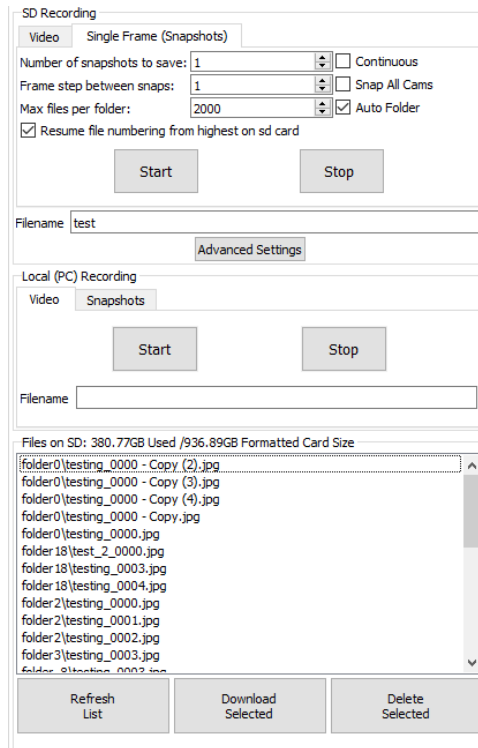 SD Recording
Video Single Frame (Snapshots)
Number of snapshots to save: 1 Continuous
Frame step between snaps: 1 Snap All Cams
Max files per folder: 2000 Auto Folder
Resume file numbering from highest on sd card
Start Stop
Filename test
Advanced Settings
Local (PC) Recording
Video Snapshots
Start Stop
Filename
Files on SD: 380.77GB Used /936.89GB Formatted Card Size
folder0\testing_0000 - Copy (2).jpg
folder0\testing_0000 - Copy (3).jpg
folder0\testing_0000 - Copy (4).jpg
folder0\testing_0000 - Copy.jpg
folder0\testing_0000.jpg
folder18\test_2_0000.jpg
folder18\testing_0003.jpg
folder18\testing_0004.jpg
folder2\testing_0000.jpg
folder2\testing_0001.jpg
folder2\testing_0002.jpg
folder3\testing_0003.jpg
Refresh List Download Selected Delete Selected